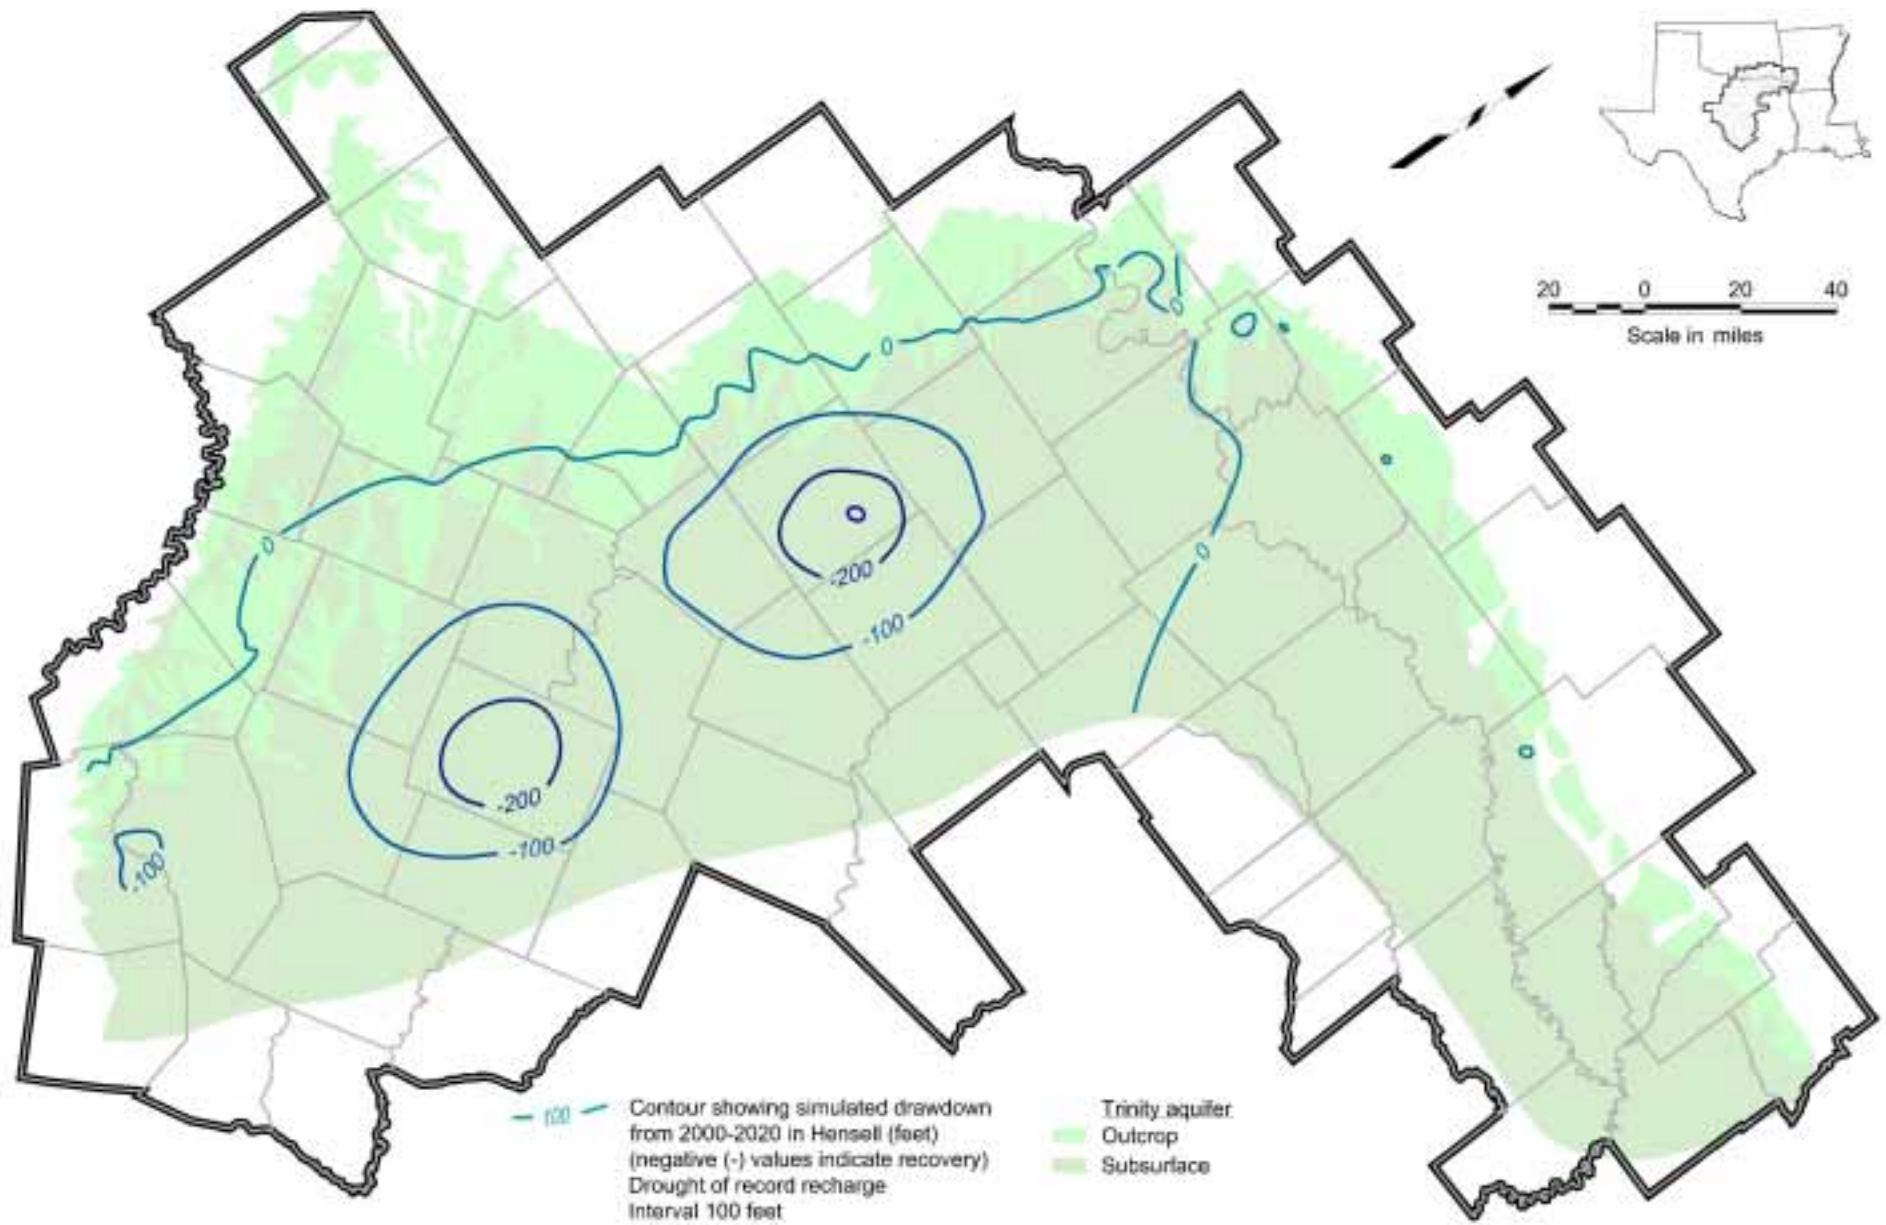 20 0 20 40
Scale in miles
0
0
0
0
-200
-100
0
-200
-100
-100
100
Contour showing simulated drawdown
from 2000-2020 in Hensell (feet)
(negative (-) values indicate recovery)
Drought of record recharge
Interval 100 feet
Trinity aquifer
Outcrop
Subsurface